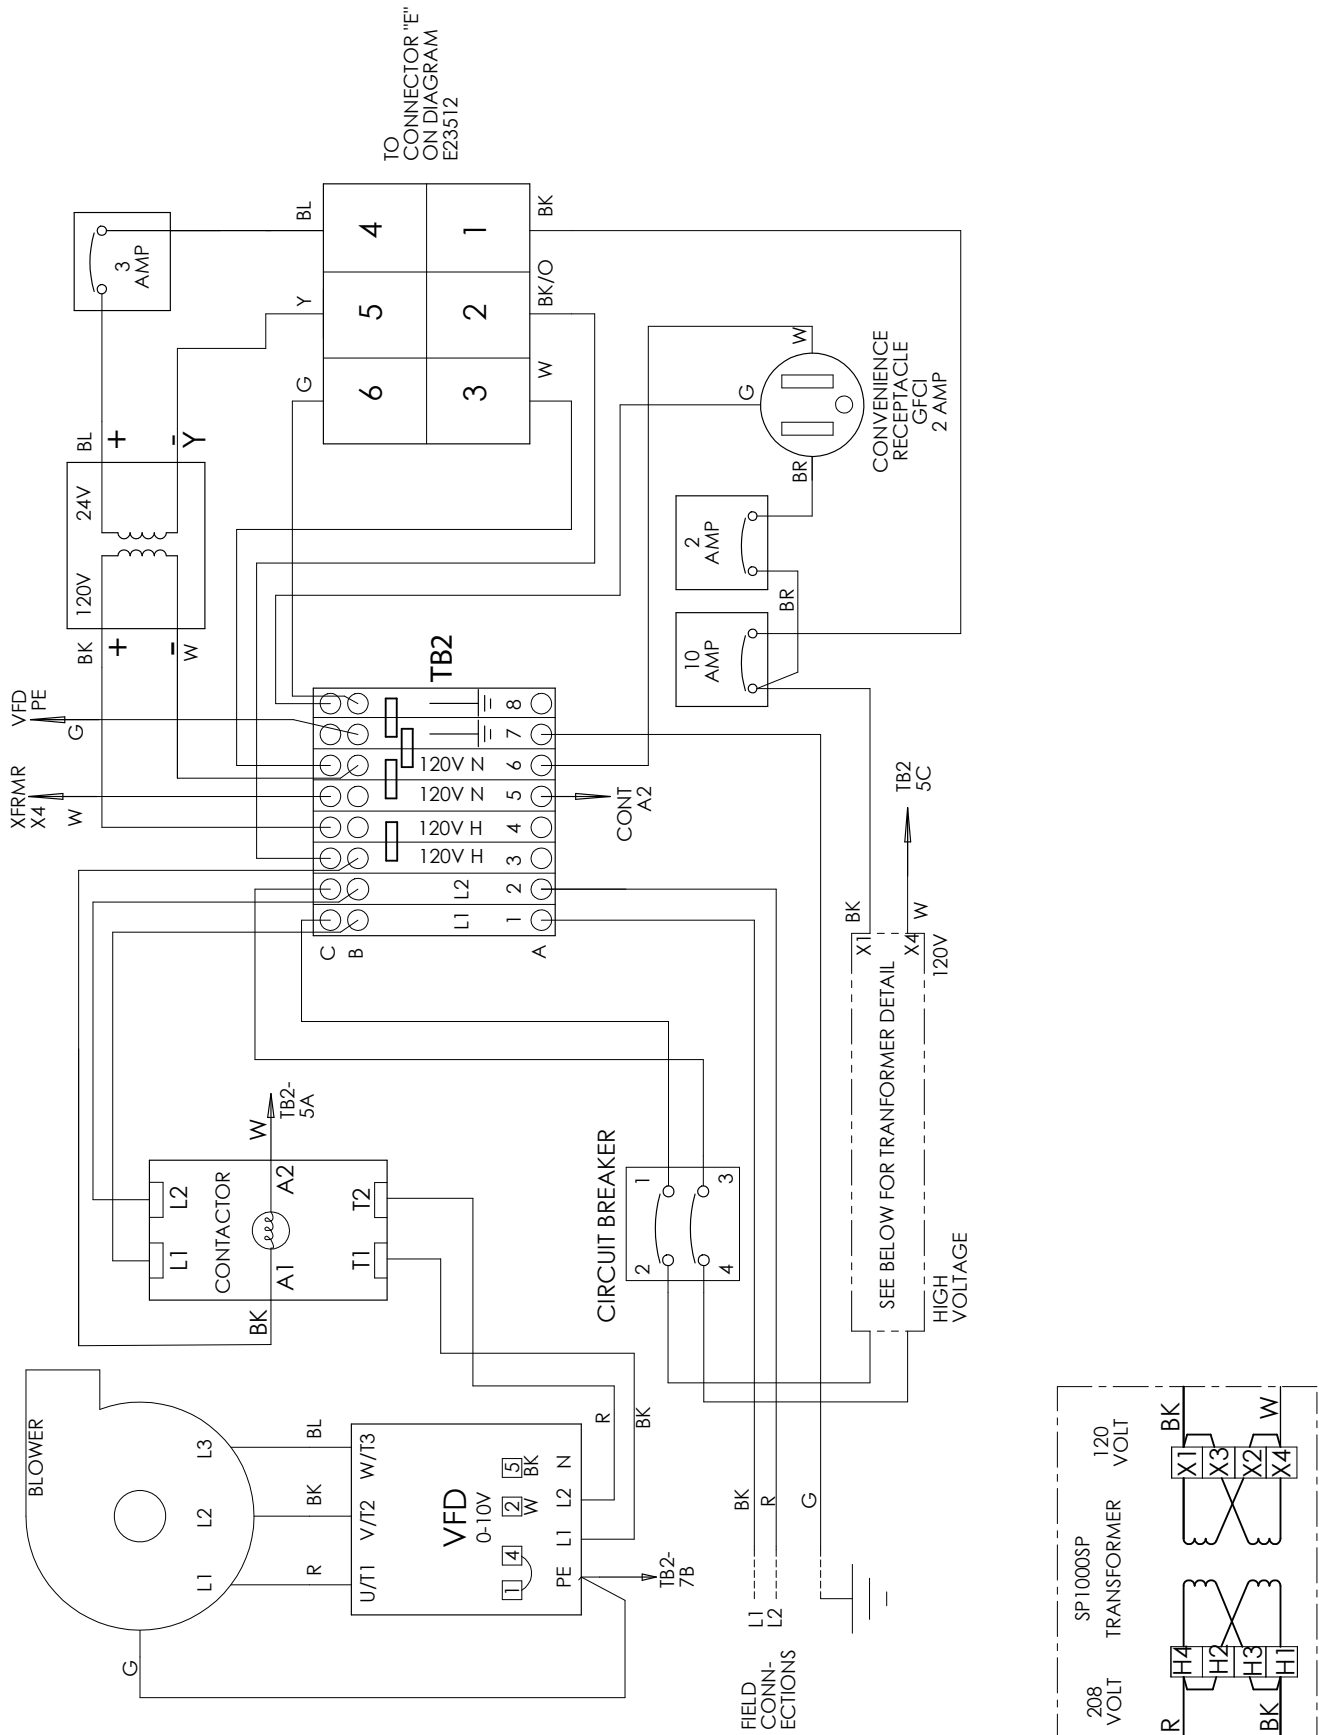 BLOWER
L1
L2
L3
G
R
BK
BL
U/T1
V/T2
W/T3
VFD
0-10V
1
4
2
5
W
BK
PE
L1
L2
N
TB2-
7B
R
BK
L1
L2
CONTACTOR
A1
A2
T1
T2
BK
W
TB2-
5A
CIRCUIT BREAKER
2
1
4
3
FIELD
CONN-
ECTIONS
L1
L2
BK
R
G
HIGH
VOLTAGE
SEE BELOW FOR TRANFORMER DETAIL
X1
X4
120V
BK
W
TB2
5C
C
B
A
L1
L2
120V H
120V H
120V N
120V N
1
2
3
4
5
6
7
8
TB2
CONT
A2
XFRMR
X4
W
VFD
PE
G
BK
+
-
W
120V
24V
BL
+
-
Y
3
AMP
BL
Y
G
6
5
4
3
2
1
W
BK/O
BK
TO
CONNECTOR "E"
ON DIAGRAM
E23512
10
AMP
BR
2
AMP
BR
G
W
CONVENIENCE
RECEPTACLE
GFCI
2 AMP
208
VOLT
SP1000SP
TRANSFORMER
120
VOLT
R
BK
H4
H2
H3
H1
X1
X3
X2
X4
BK
W